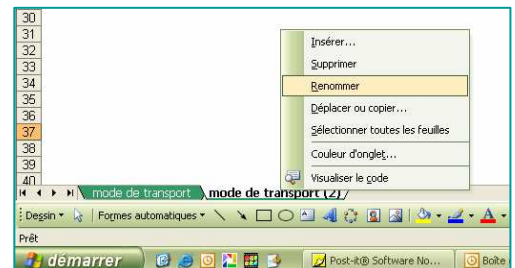 30
31
32
33
34
35
36
37
38
39
40
Insérer...
Supprimer
Renommer
Déplacer ou copier...
Sélectionner toutes les feuilles
Couleur d'onglet...
Visualiser le code
mode de transport mode de transport (2)
Dessin Formes automatiques
Prêt
démarrer Post-it® Software No... Boîte